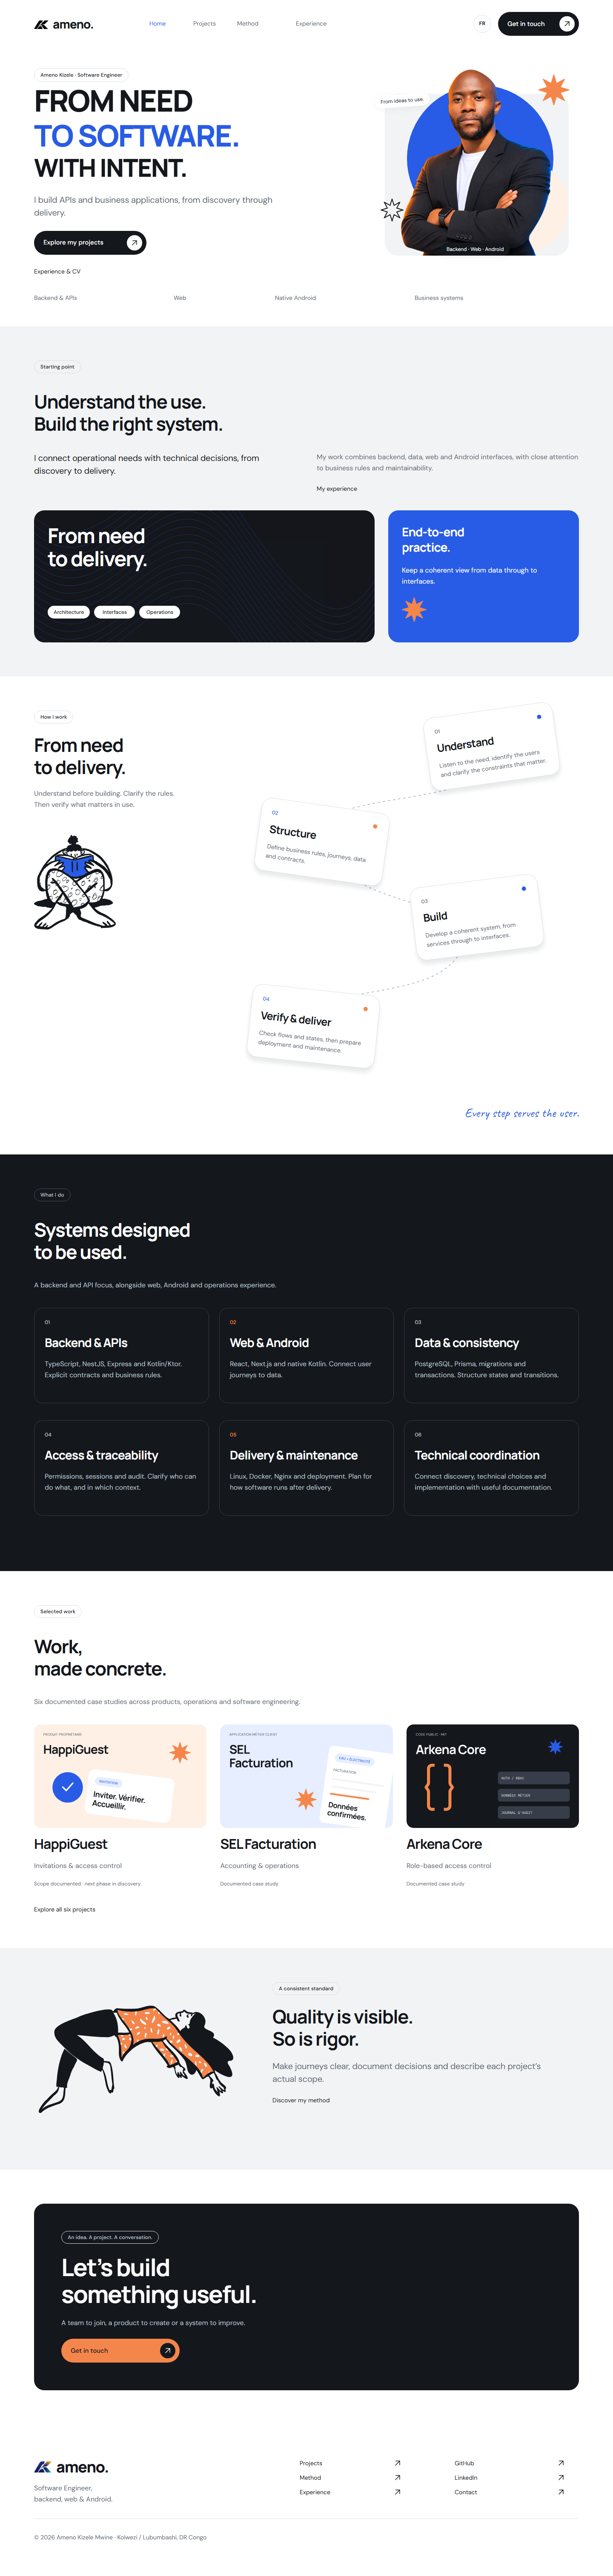 ameno.
Home
Projects
Method
Experience
FR
Get in touch
Ameno Kizele · Software Engineer
FROM NEED
TO SOFTWARE.
WITH INTENT.
From ideas to use.
I build APIs and business applications, from discovery through
delivery.
Explore my projects
Backend · Web · Android
Experience & CV
Backend & APIs
Web
Native Android
Business systems
Starting point
Understand the use.
Build the right system.
I connect operational needs with technical decisions, from
discovery to delivery.
My work combines backend, data, web and Android interfaces, with close attention
to business rules and maintainability.
My experience
From need
to delivery.
Architecture
Interfaces
Operations
End-to-end
practice.
Keep a coherent view from data through to
interfaces.
How I work
From need
to delivery.
Understand before building. Clarify the rules.
Then verify what matters in use.
01
Understand
Listen to the need, identify the users
and clarify the constraints that matter.
02
Structure
Define business rules, journeys, data
and contracts.
03
Build
Develop a coherent system, from
services through to interfaces.
04
Verify & deliver
Check flows and states, then prepare
deployment and maintenance.
Every step serves the user.
What I do
Systems designed
to be used.
A backend and API focus, alongside web, Android and operations experience.
01
Backend & APIs
TypeScript, NestJS, Express and Kotlin/Ktor.
Explicit contracts and business rules.
02
Web & Android
React, Next.js and native Kotlin. Connect user
journeys to data.
03
Data & consistency
PostgreSQL, Prisma, migrations and
transactions. Structure states and transitions.
04
Access & traceability
Permissions, sessions and audit. Clarify who can
do what, and in which context.
05
Delivery & maintenance
Linux, Docker, Nginx and deployment. Plan for
how software runs after delivery.
06
Technical coordination
Connect discovery, technical choices and
implementation with useful documentation.
Selected work
Work,
made concrete.
Six documented case studies across products, operations and software engineering.
PRODUIT PROPRIÉTAIRE
HappiGuest
INVITATION
Inviter. Vérifier.
Accueillir.
APPLICATION MÉTIER CLIENT
SEL
Facturation
EAU + ÉLECTRICITÉ
FACTURATION
Données
confirmées.
CODE PUBLIC · MIT
Arkena Core
{ }
AUTH / RBAC
DONNÉES MÉTIER
JOURNAL D'AUDIT
HappiGuest
Invitations & access control
Scope documented · next phase in discovery
SEL Facturation
Accounting & operations
Documented case study
Arkena Core
Role-based access control
Documented case study
Explore all six projects
A consistent standard
Quality is visible.
So is rigor.
Make journeys clear, document decisions and describe each project's
actual scope.
Discover my method
An idea. A project. A conversation.
Let's build
something useful.
A team to join, a product to create or a system to improve.
Get in touch
ameno.
Software Engineer,
backend, web & Android.
Projects
Method
Experience
GitHub
LinkedIn
Contact
© 2026 Ameno Kizele Mwine · Kolwezi / Lubumbashi, DR Congo